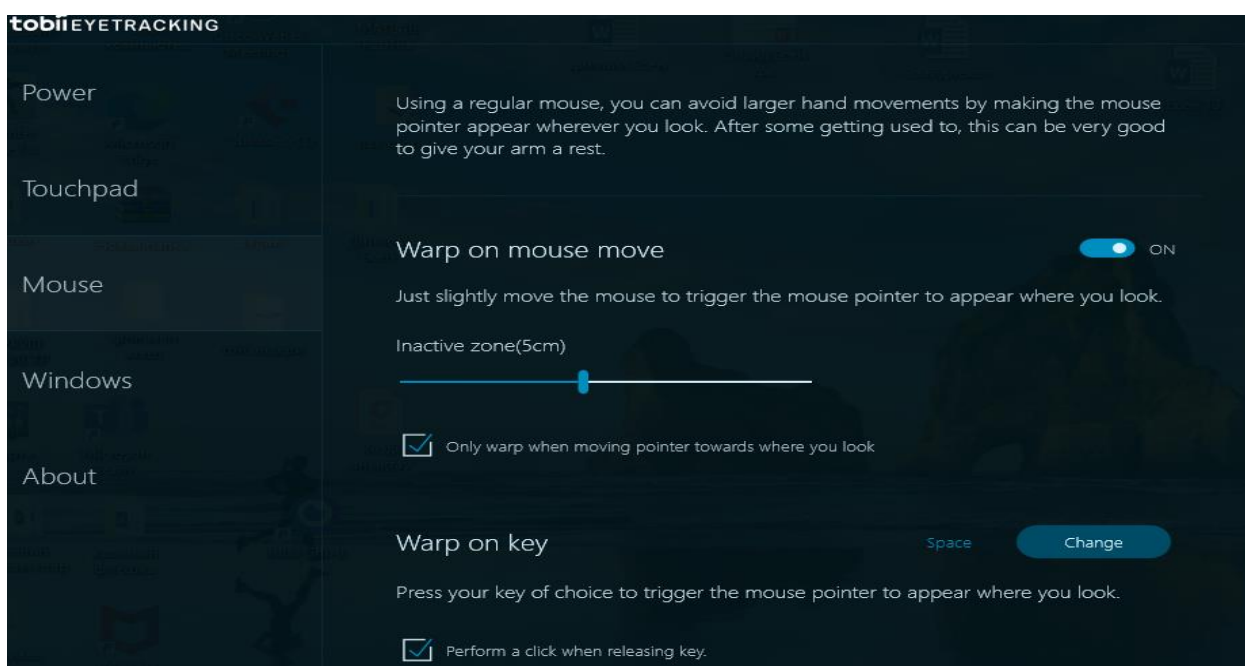 tobii EYETRACKING
Power
Touchpad
Mouse
Windows
About
Using a regular mouse, you can avoid larger hand movements by making the mouse
pointer appear wherever you look. After some getting used to, this can be very good
to give your arm a rest.
Warp on mouse move
ON
Just slightly move the mouse to trigger the mouse pointer to appear where you look.
Inactive zone(5cm)
Only warp when moving pointer towards where you look
Warp on key
Space
Change
Press your key of choice to trigger the mouse pointer to appear where you look.
Perform a click when releasing key.